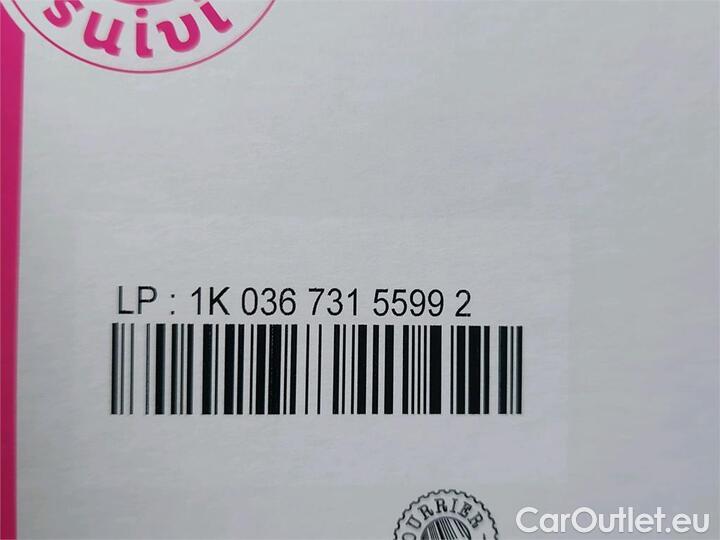 suivi
LP : 1K 036 731 5599 2
CarOutlet.eu